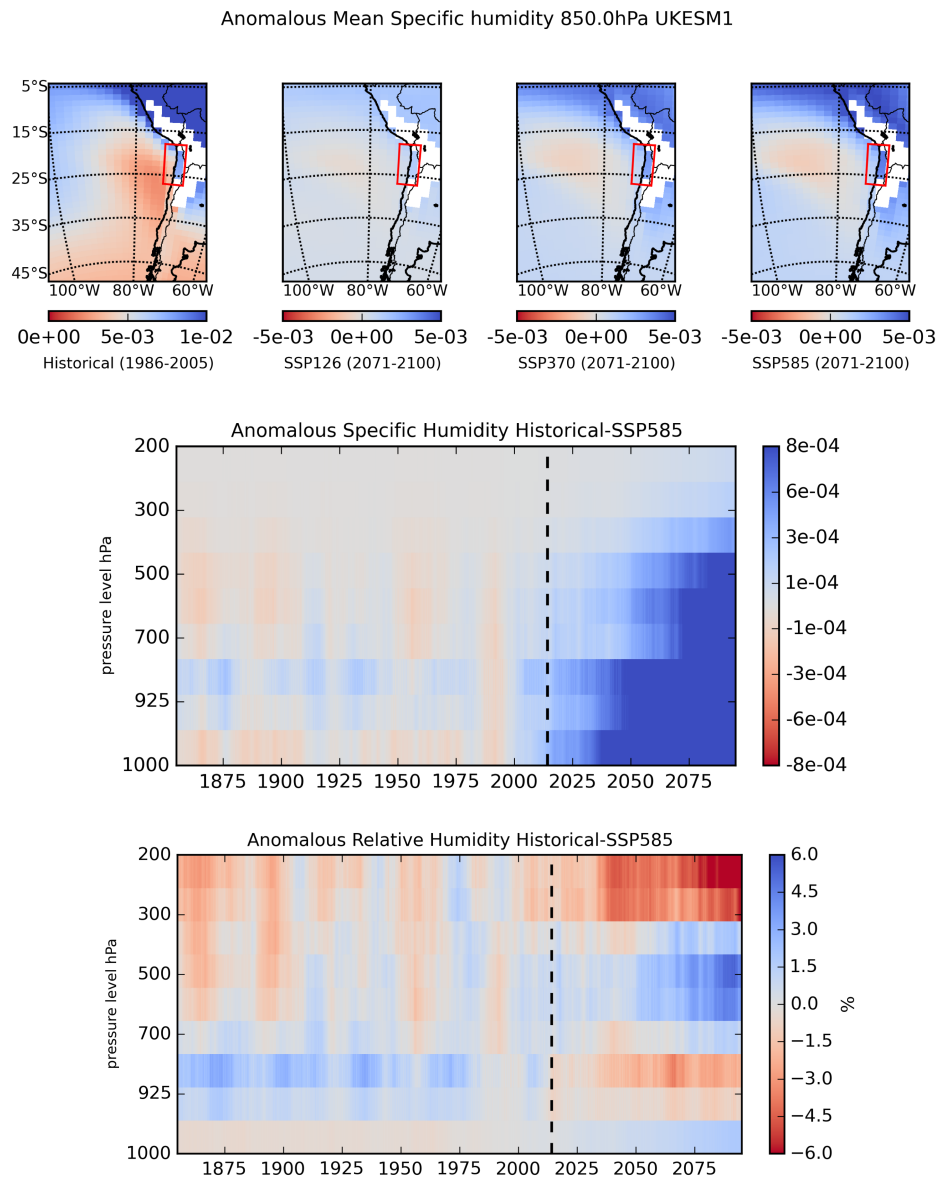 Anomalous Mean Specific humidity 850.0hPa UKESM1
5°S
15°S
25°S
35°S
45°S
100°W 80°W 60°W 100°W 80°W 60°W 100°W 80°W 60°W 100°W 80°W 60°W
0e+00 5e-03 1e-02 -5e-03 0e+00 5e-03 -5e-03 0e+00 5e-03 -5e-03 0e+00 5e-03
Historical (1986-2005) SSP126 (2071-2100) SSP370 (2071-2100) SSP585 (2071-2100)
Anomalous Specific Humidity Historical-SSP585
pressure level hPa
200
300
500
700
925
1000
1875 1900 1925 1950 1975 2000 2025 2050 2075
8e-04
6e-04
3e-04
1e-04
-1e-04
-3e-04
-6e-04
-8e-04
Anomalous Relative Humidity Historical-SSP585
pressure level hPa
200
300
500
700
925
1000
1875 1900 1925 1950 1975 2000 2025 2050 2075
6.0
4.5
3.0
1.5
0.0
−1.5
−3.0
−4.5
−6.0
%